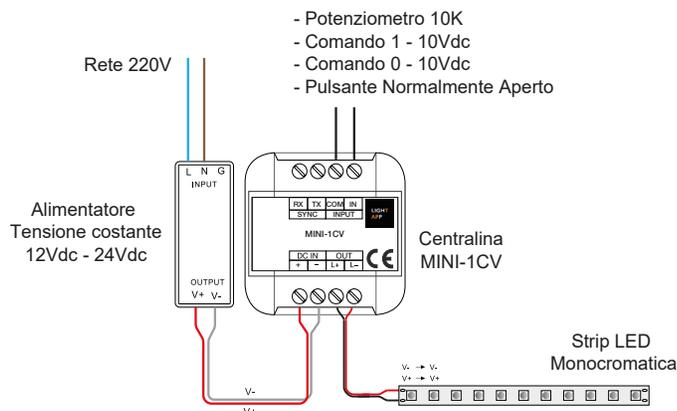 - Potenziometro 10K
- Comando 1 - 10Vdc
- Comando 0 - 10Vdc
- Pulsante Normalmente Aperto
Rete 220V
L N G
INPUT
Alimentatore
Tensione costante
12Vdc - 24Vdc
OUTPUT
V+ V-
RX TX COM IN
SYNC INPUT
LIGHT
APP
MINI-1CV
DC IN OUT
+ - L+ L-
CE
Centralina
MINI-1CV
Strip LED
Monocromatica
V- → V-
V+ → V+
V-
V+